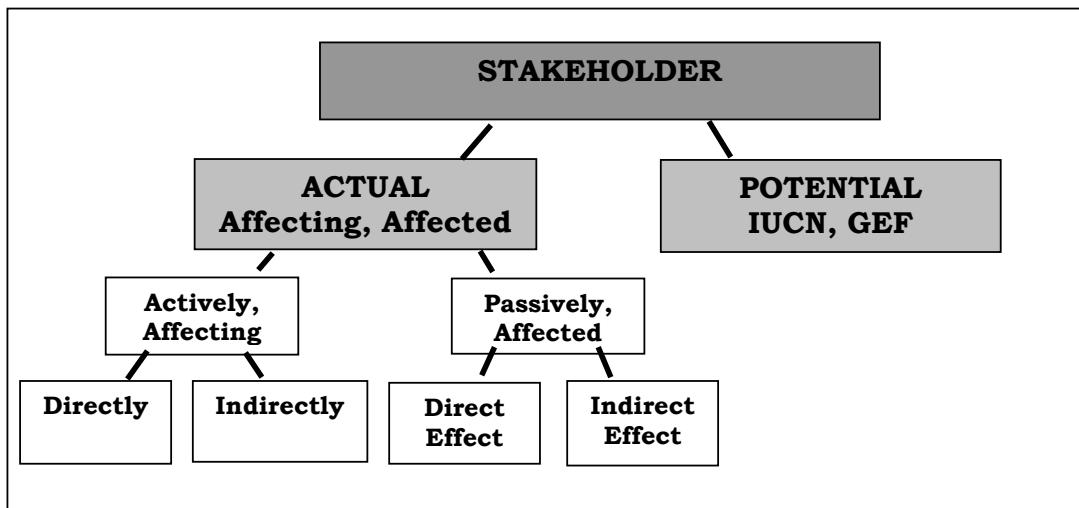 STAKEHOLDER
ACTUAL
Affecting, Affected
POTENTIAL
IUCN, GEF
Actively,
Affecting
Passively,
Affected
Directly
Indirectly
Direct
Effect
Indirect
Effect